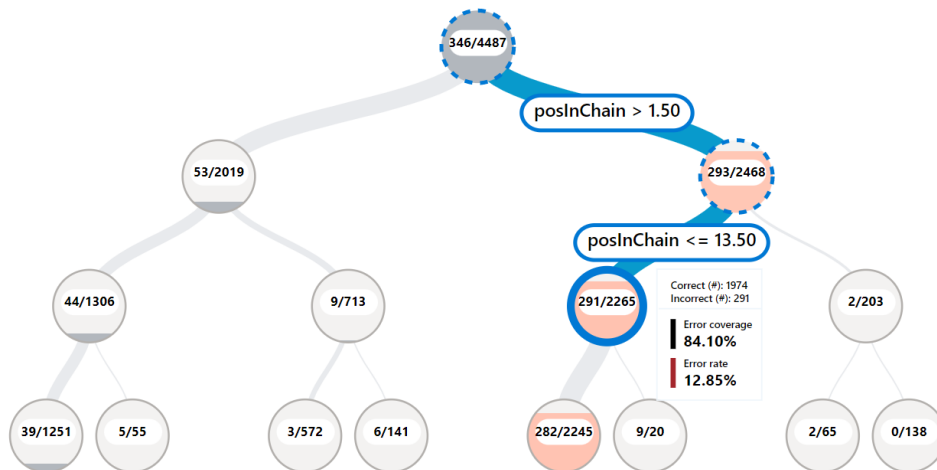 346/4487
posInChain > 1.50
53/2019
293/2468
posInChain <= 13.50
44/1306
9/713
291/2265
Correct (#): 1974
Incorrect (#): 291
Error coverage
84.10%
Error rate
12.85%
2/203
39/1251
5/55
3/572
6/141
282/2245
9/20
2/65
0/138